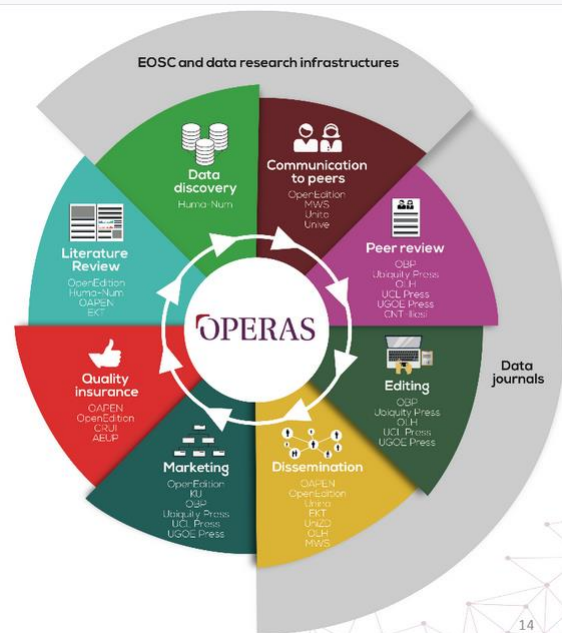 EOSC and data research infrastructures
Data
discovery
Huma-Num
Communication
to peers
OpenEdition
MWS
Unito
Unive
Peer review
OBP
Ubiquity Press
OLH
UCL Press
UGOE Press
Editing
OBP
Ubiquity Press
OLH
UCL Press
UGOE Press
Data
journals
Dissemination
OAPEN
OpenEdition
EKT
UniZD
OLH
MWS
Marketing
OpenEdition
KU
OBP
Ubiquity Press
UCL Press
UGOE Press
Quality
insurance
OAPEN
OpenEdition
CRUI
AEUP
Literature
Review
OpenEdition
Huma-Num
OAPEN
EKT
OPERAS
14